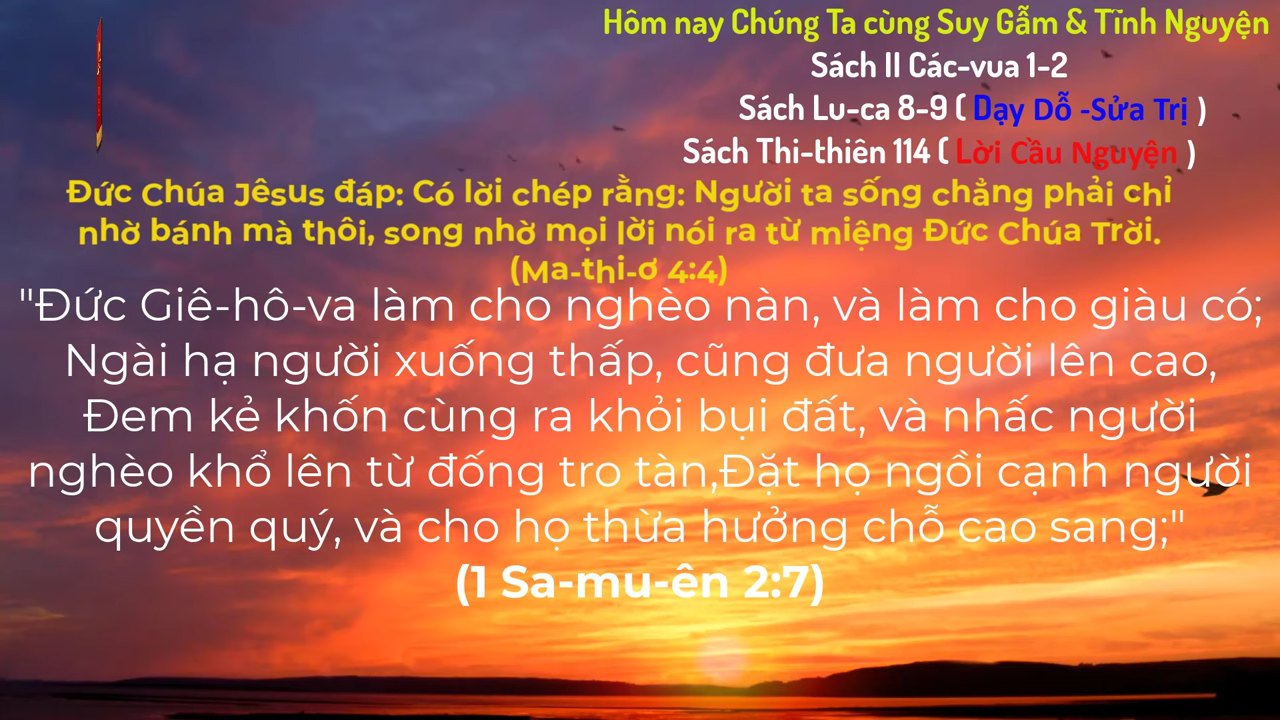 Hôm nay Chúng Ta cùng Suy Gẫm & Tĩnh Nguyện
Sách II Các-vua 1-2
Sách Lu-ca 8-9 ( Dạy Dỗ -Sửa Trị )
Sách Thi-thiên 114 ( Lời Cầu Nguyện )
Đức Chúa Jêsus đáp: Có lời chép rằng: Người ta sống chẳng phải chỉ
nhờ bánh mà thôi, song nhờ mọi lời nói ra từ miệng Đức Chúa Trời.
(Ma-thi-ơ 4:4)
"Đức Giê-hô-va làm cho nghèo nàn, và làm cho giàu có;
Ngài hạ người xuống thấp, cũng đưa người lên cao,
Đem kẻ khốn cùng ra khỏi bụi đất, và nhấc người
nghèo khổ lên từ đống tro tàn,Đặt họ ngồi cạnh người
quyền quý, và cho họ thừa hưởng chỗ cao sang;"
(1 Sa-mu-ên 2:7)